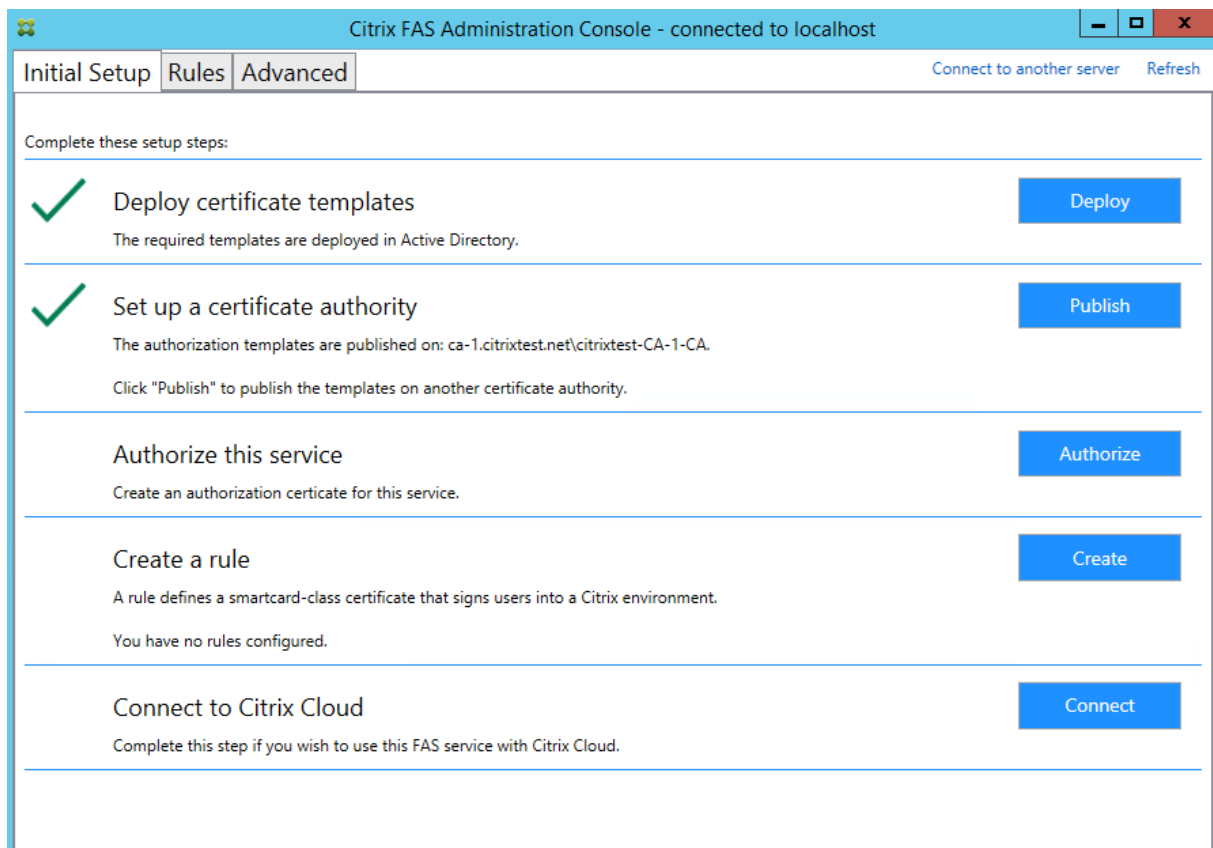 Citrix FAS Administration Console - connected to localhost
Initial Setup Rules Advanced Connect to another server Refresh
Complete these setup steps:
Deploy certificate templates
Deploy
The required templates are deployed in Active Directory.
Set up a certificate authority
Publish
The authorization templates are published on: ca-1.citrixtest.net\citrixtest-CA-1-CA.
Click "Publish" to publish the templates on another certificate authority.
Authorize this service
Authorize
Create an authorization certicate for this service.
Create a rule
Create
A rule defines a smartcard-class certificate that signs users into a Citrix environment.
You have no rules configured.
Connect to Citrix Cloud
Connect
Complete this step if you wish to use this FAS service with Citrix Cloud.